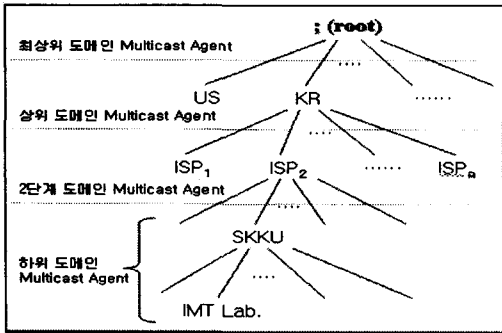 ; (root)
최상위 도메인 Multicast Agent
....
US KR ......
상위 도메인 Multicast Agent
....
ISP1 ISP2 ...... ISPn
2단계 도메인 Multicast Agent
....
SKKU
하위 도메인
Multicast Agent
....
IMT Lab.